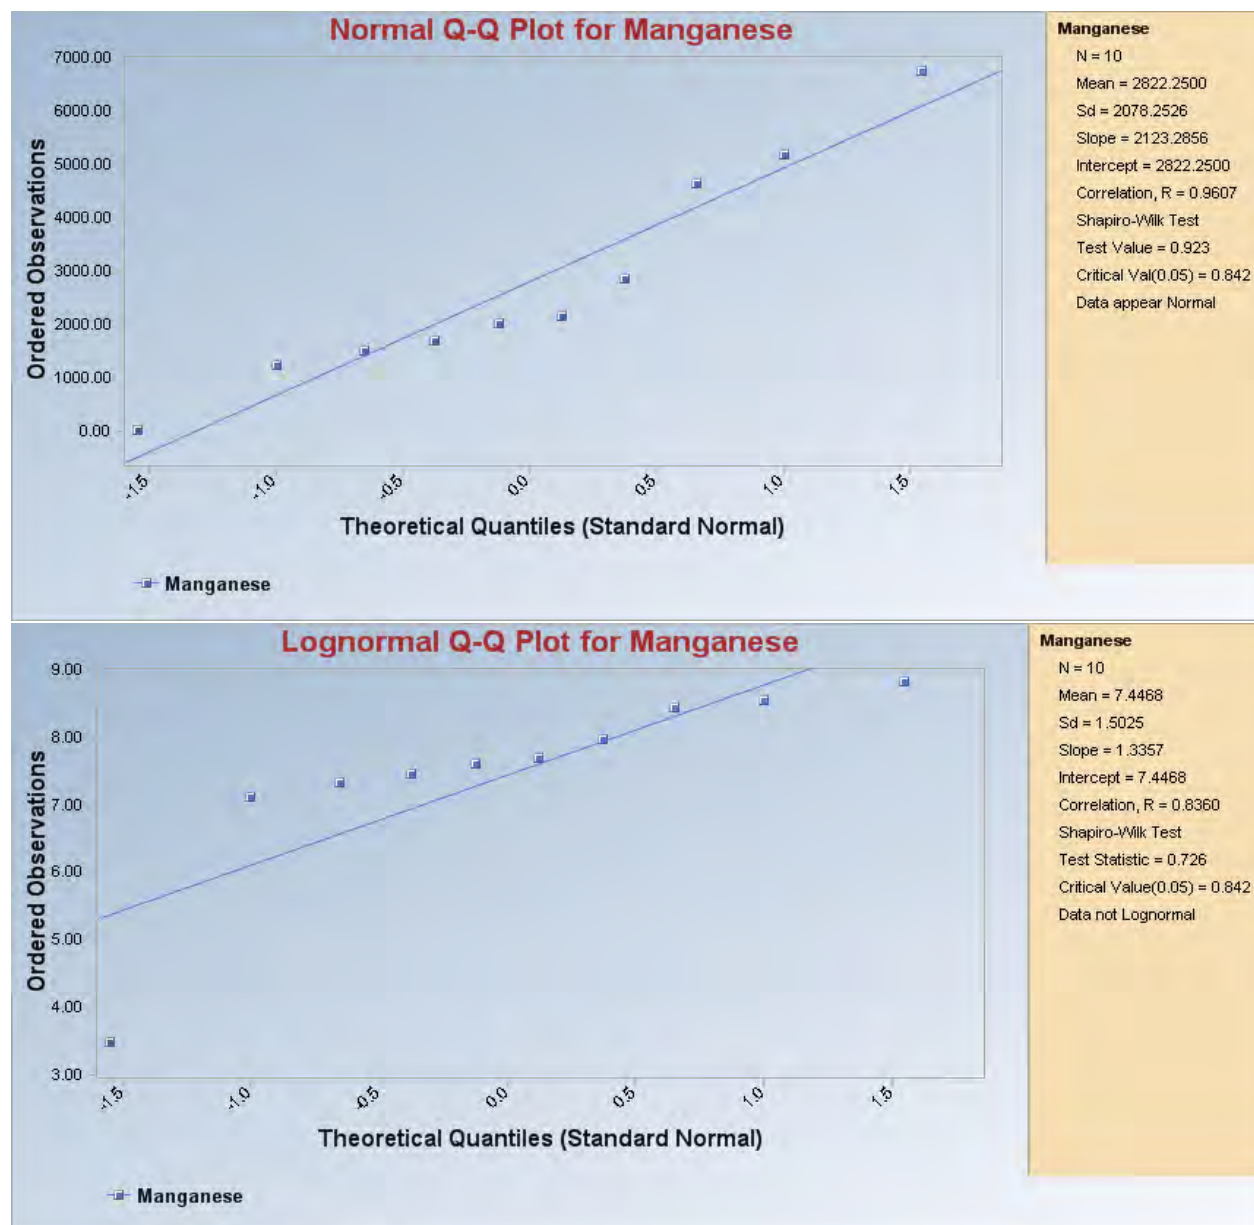 Normal Q-Q Plot for Manganese
7000.00
6000.00
5000.00
4000.00
3000.00
2000.00
1000.00
0.00
Ordered Observations
-1.5
-1.0
-0.5
0.0
0.5
1.0
1.5
Theoretical Quantiles (Standard Normal)
Manganese
Manganese
N = 10
Mean = 2822.2500
Sd = 2078.2526
Slope = 2123.2856
Intercept = 2822.2500
Correlation, R = 0.9607
Shapiro-Wilk Test
Test Value = 0.923
Critical Val(0.05) = 0.842
Data appear Normal
Lognormal Q-Q Plot for Manganese
9.00
8.00
7.00
6.00
5.00
4.00
3.00
Ordered Observations
-1.5
-1.0
-0.5
0.0
0.5
1.0
1.5
Theoretical Quantiles (Standard Normal)
Manganese
Manganese
N = 10
Mean = 7.4468
Sd = 1.5025
Slope = 1.3357
Intercept = 7.4468
Correlation, R = 0.8360
Shapiro-Wilk Test
Test Statistic = 0.726
Critical Value(0.05) = 0.842
Data not Lognormal